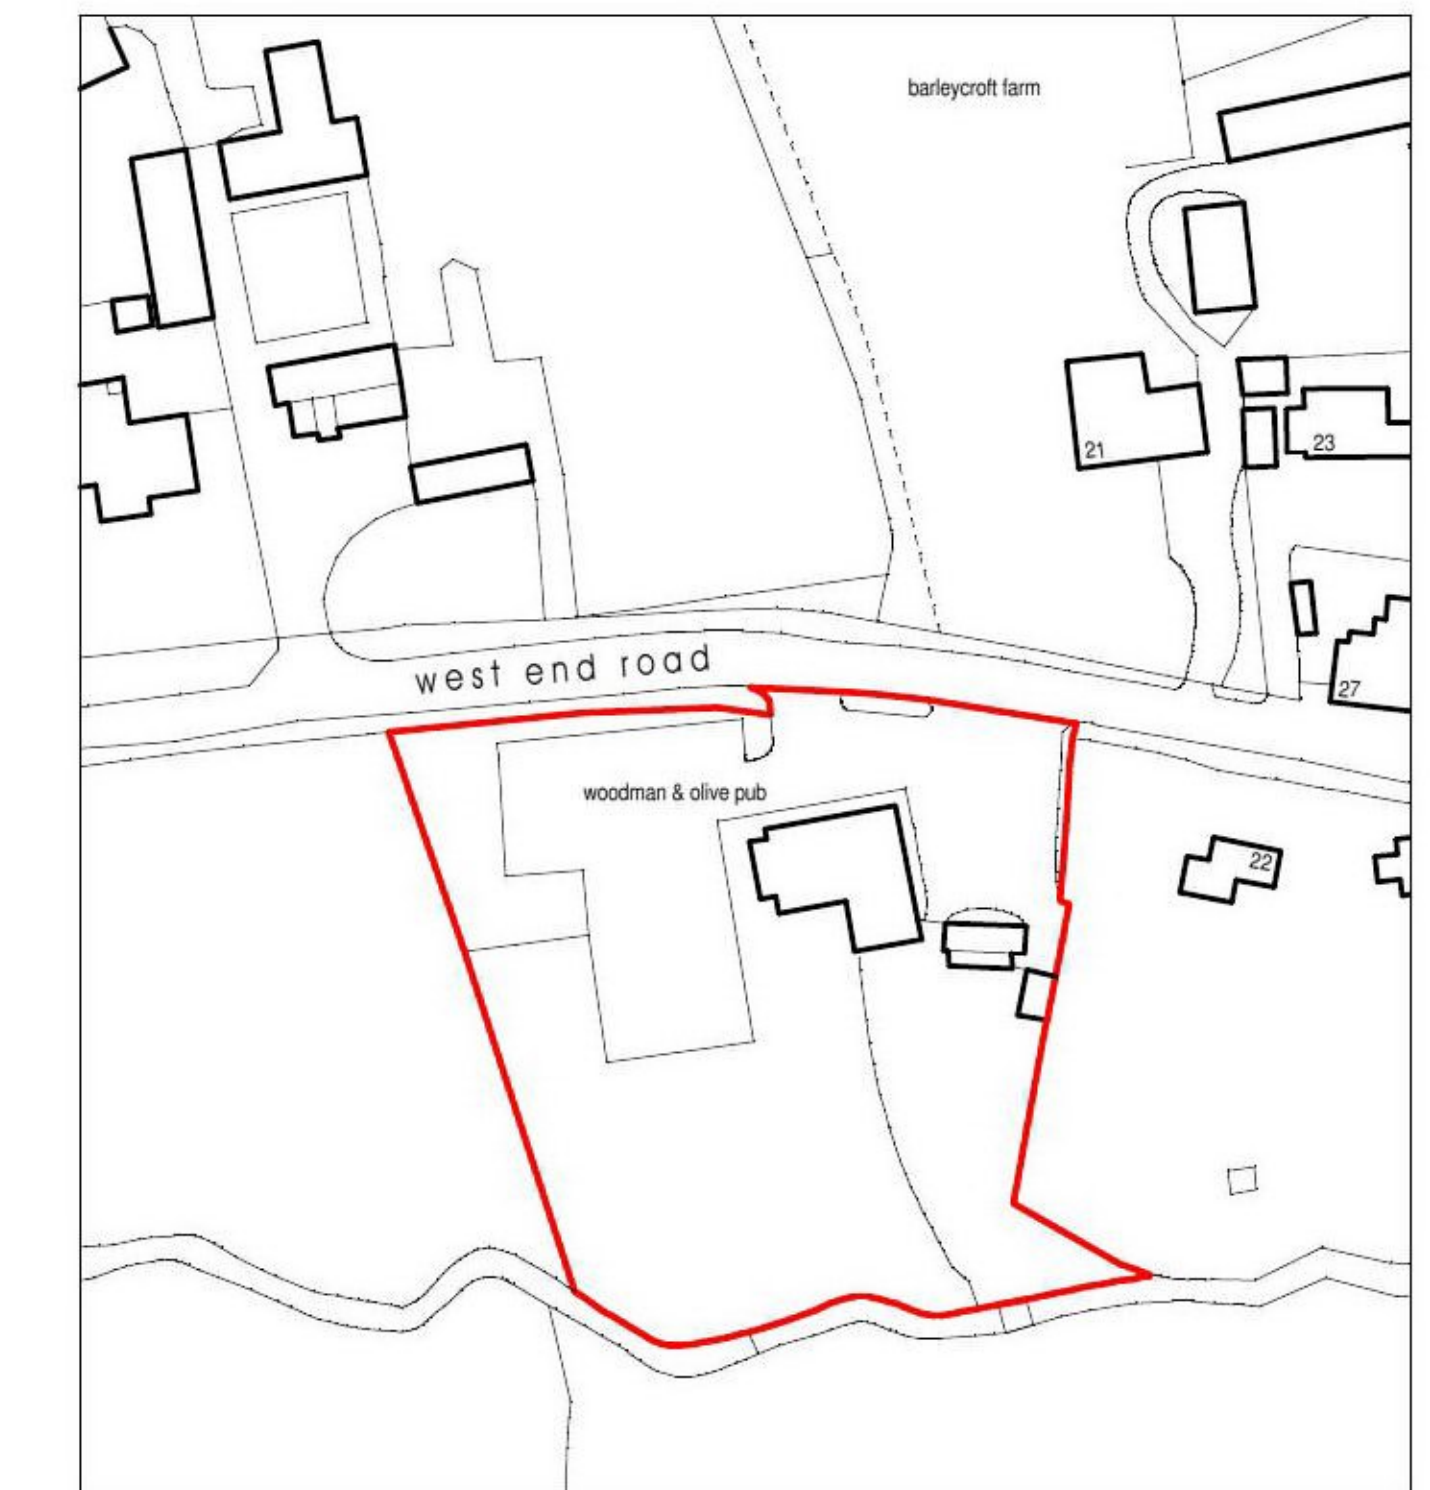 barleycroft farm
21
23
west end road
27
woodman & olive pub
22